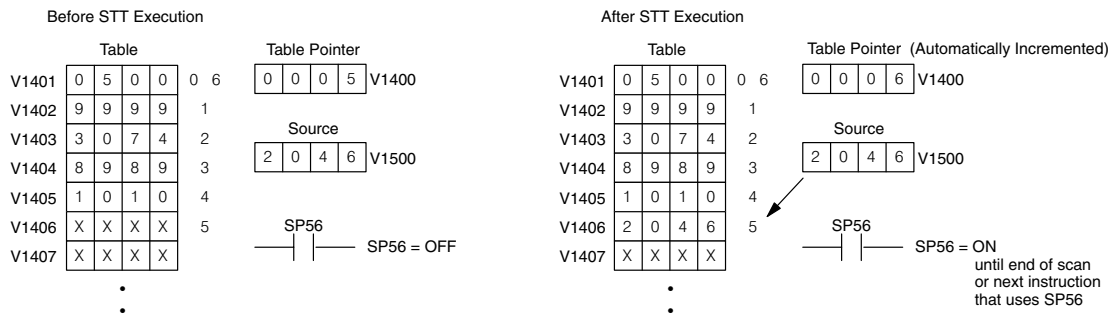 Before STT Execution
Table
Table Pointer
V1401 0 5 0 0 0 6
0 0 0 5 V1400
V1402 9 9 9 9 1
V1403 3 0 7 4 2
Source
V1404 8 9 8 9 3
2 0 4 6 V1500
V1405 1 0 1 0 4
V1406 X X X X 5
V1407 X X X X
SP56
SP56 = OFF
After STT Execution
Table
Table Pointer (Automatically Incremented)
V1401 0 5 0 0 0 6
0 0 0 6 V1400
V1402 9 9 9 9 1
V1403 3 0 7 4 2
Source
V1404 8 9 8 9 3
2 0 4 6 V1500
V1405 1 0 1 0 4
V1406 2 0 4 6 5
V1407 X X X X
SP56
SP56 = ON
until end of scan
or next instruction
that uses SP56